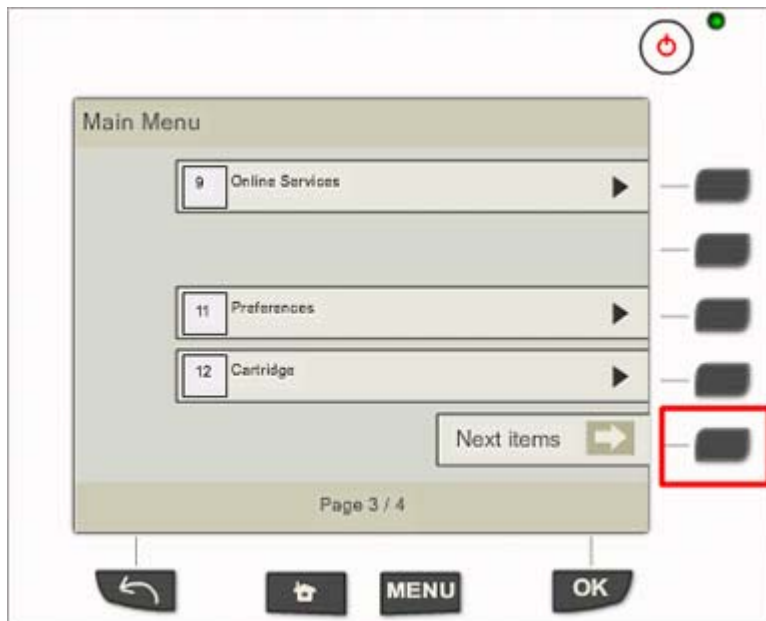 Main Menu
9 Online Services
11 Preferences
12 Cartridge
Next items
Page 3 / 4
MENU
OK